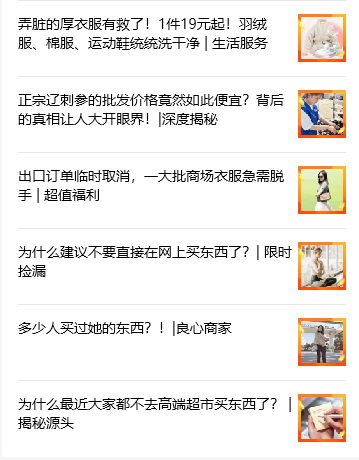 弄脏的厚衣服有救了！1件19元起！羽绒
服、棉服、运动鞋统统洗干净 | 生活服务
正宗辽刺参的批发价格竟然如此便宜？背后
的真相让人大开眼界！|深度揭秘
出口订单临时取消，一大批商场衣服急需脱
手 | 超值福利
为什么建议不要直接在网上买东西了？| 限时
捡漏
多少人买过她的东西？！|良心商家
为什么最近大家都不去高端超市买东西了？ |
揭秘源头